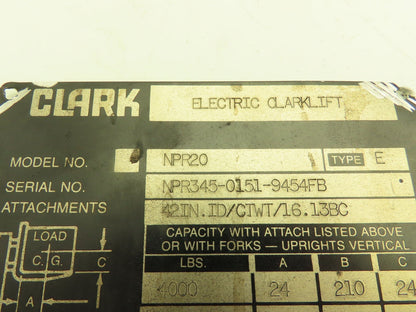 CLARK ELECTRIC CLARKLIFT
MODEL NO. NPR20 TYPE E
SERIAL NO. NPR345-0151-9454FB
ATTACHMENTS 42IN.ID/CTWT/16.13BC
CAPACITY WITH ATTACH LISTED ABOVE
OR WITH FORKS – UPRIGHTS VERTICAL
LOAD
C.G. C
A
LBS. A B C
4000 24 210 24